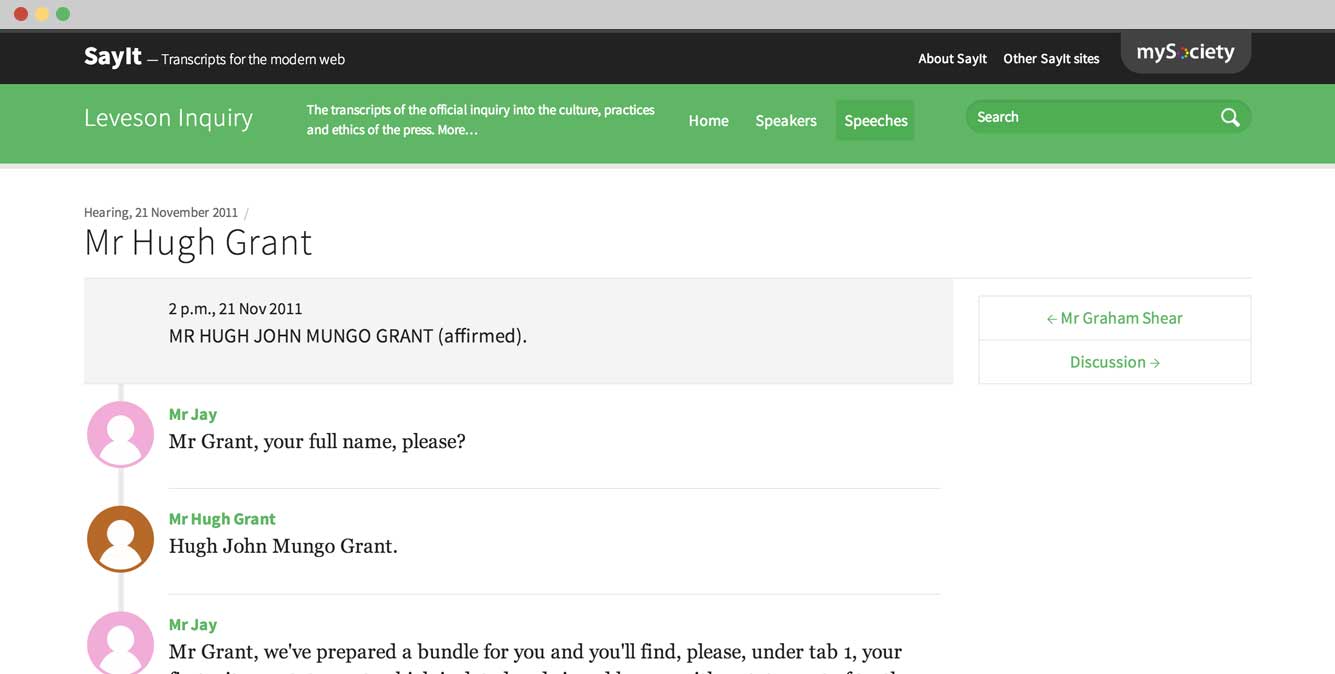 SayIt — Transcripts for the modern web
About SayIt Other SayIt sites
mySociety
Leveson Inquiry
The transcripts of the official inquiry into the culture, practices
and ethics of the press. More…
Home Speakers Speeches
Search
Hearing, 21 November 2011 /
Mr Hugh Grant
2 p.m., 21 Nov 2011
MR HUGH JOHN MUNGO GRANT (affirmed).
← Mr Graham Shear
Discussion →
Mr Jay
Mr Grant, your full name, please?
Mr Hugh Grant
Hugh John Mungo Grant.
Mr Jay
Mr Grant, we've prepared a bundle for you and you'll find, please, under tab 1, your